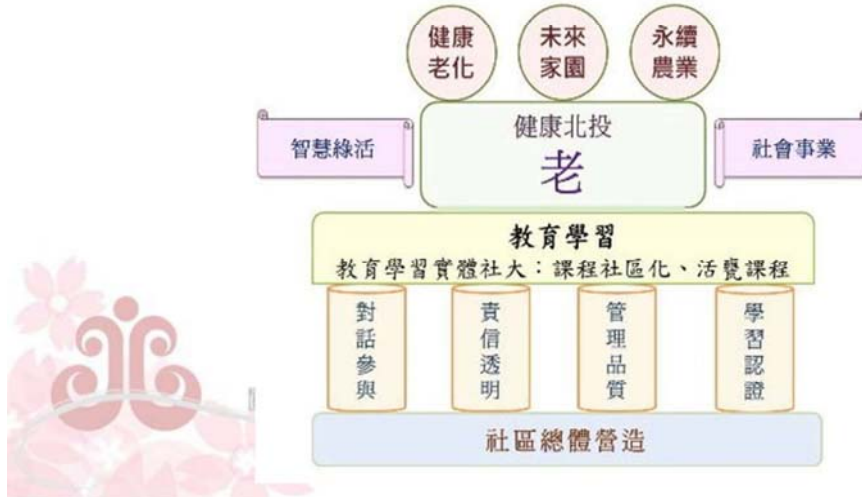 健康
老化
未來
家園
永續
農業
智慧綠活
健康北投
老
社會事業
教育學習
教育學習實體社大：課程社區化、活甕課程
對話參與
責信透明
管理品質
學習認證
社區總體營造